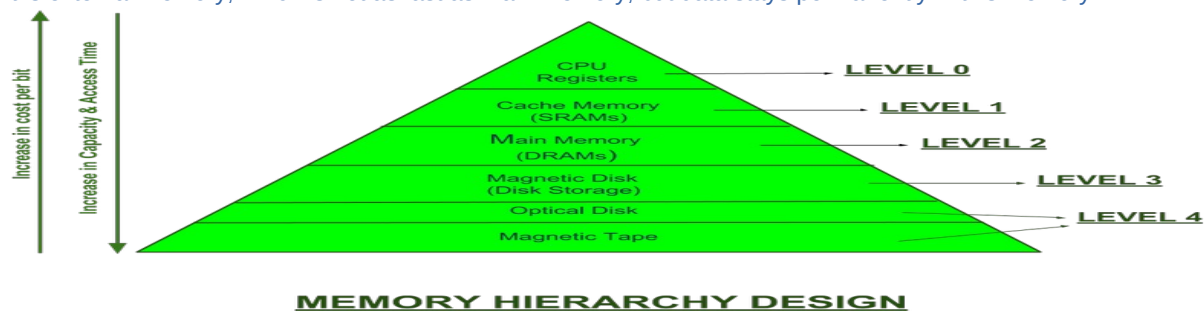 Increase in cost per bit
Increase in Capacity & Access Time
CPU
Registers
LEVEL 0
Cache Memory
(SRAMs)
LEVEL 1
Main Memory
(DRAMs)
LEVEL 2
Magnetic Disk
(Disk Storage)
LEVEL 3
Optical Disk
LEVEL 4
Magnetic Tape
MEMORY HIERARCHY DESIGN